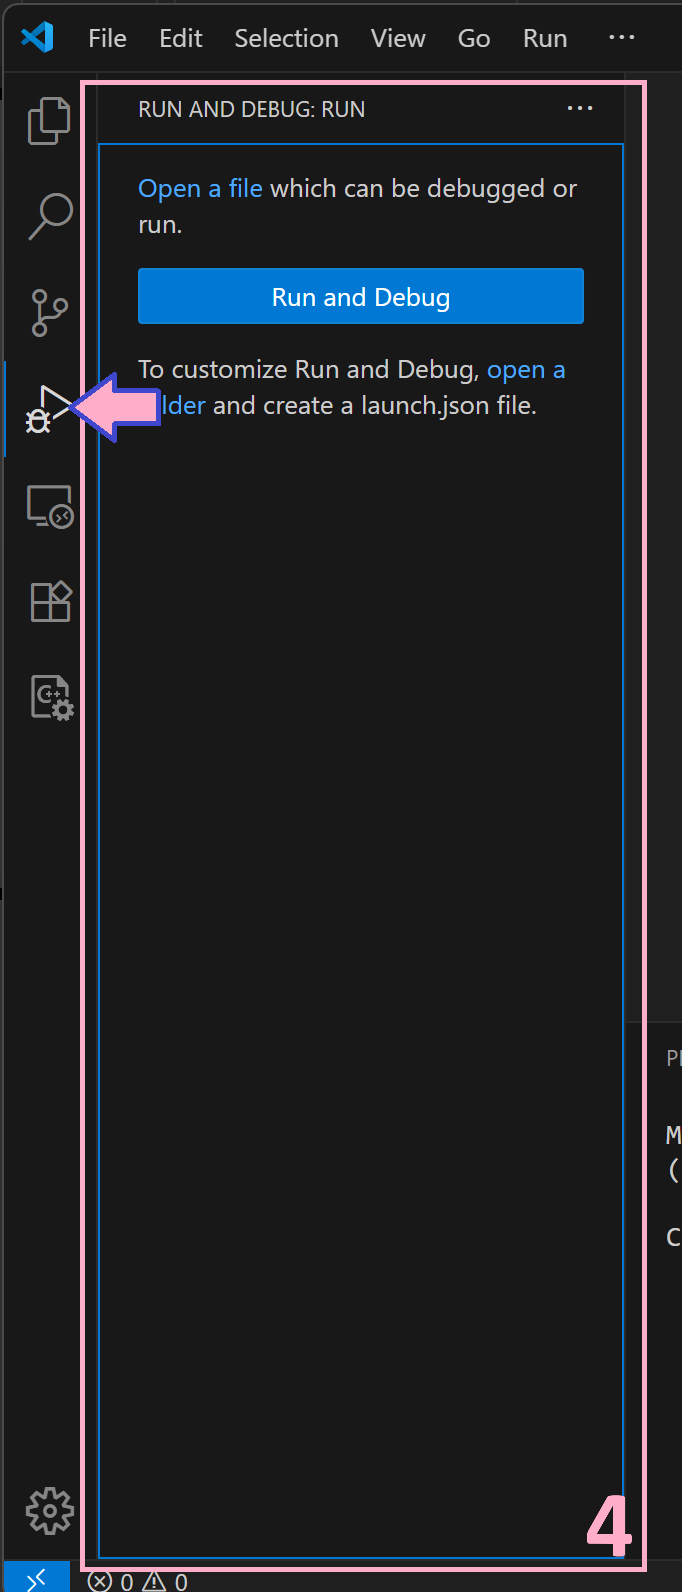 File Edit Selection View Go Run ...
RUN AND DEBUG: RUN ...
Open a file which can be debugged or
run.
Run and Debug
To customize Run and Debug, open a
lder and create a launch.json file.
C++
P
M
(
C
4
0 0